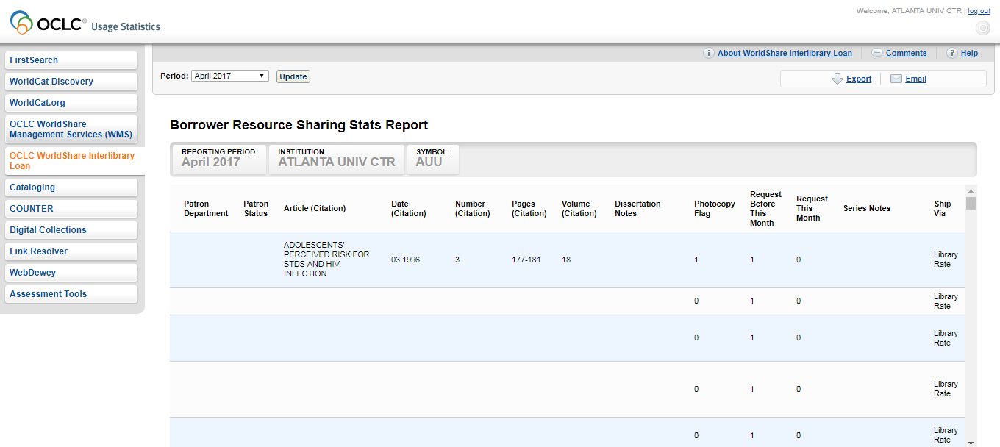 Welcome, ATLANTA UNIV CTR | log out
OCLC® Usage Statistics
FirstSearch
WorldCat Discovery
WorldCat.org
OCLC WorldShare
Management Services (WMS)
OCLC WorldShare Interlibrary
Loan
Cataloging
COUNTER
Digital Collections
Link Resolver
WebDewey
Assessment Tools
About WorldShare Interlibrary Loan
Comments
? Help
Period: April 2017 Update
Export
Email
Borrower Resource Sharing Stats Report
REPORTING PERIOD:
April 2017
INSTITUTION:
ATLANTA UNIV CTR
SYMBOL:
AUU
Patron
Department
Patron
Status
Article (Citation)
Date
(Citation)
Number
(Citation)
Pages
(Citation)
Volume
(Citation)
Dissertation
Notes
Photocopy
Flag
Request
Before
This
Month
Request
This
Month
Series Notes
Ship
Via
ADOLESCENTS'
PERCEIVED RISK FOR
STDS AND HIV
INFECTION.
03 1996
3
177-181
18
1
1
0
Library
Rate
0
1
0
Library
Rate
0
1
0
Library
Rate
0
1
0
Library
Rate
0
1
0
Library
Rate